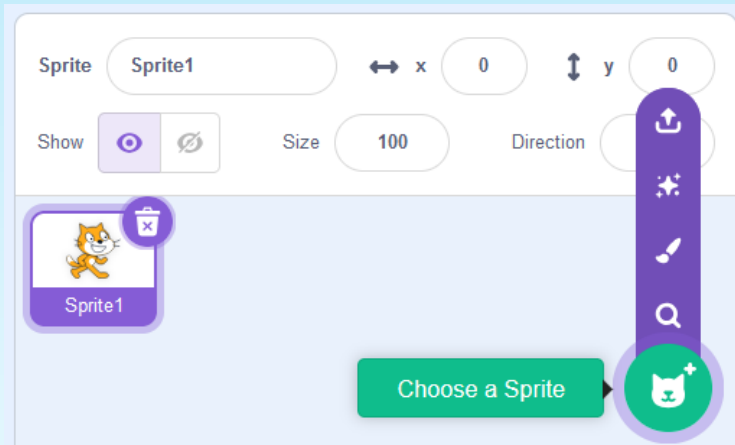 Sprite Sprite1 x 0 y 0
Show Size 100 Direction
Sprite1
Choose a Sprite